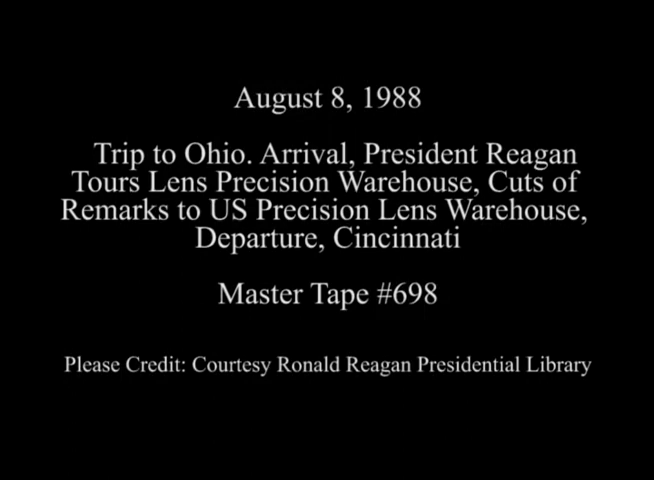 August 8, 1988
Trip to Ohio. Arrival, President Reagan
Tours Lens Precision Warehouse, Cuts of
Remarks to US Precision Lens Warehouse,
Departure, Cincinnati
Master Tape #698
Please Credit: Courtesy Ronald Reagan Presidential Library